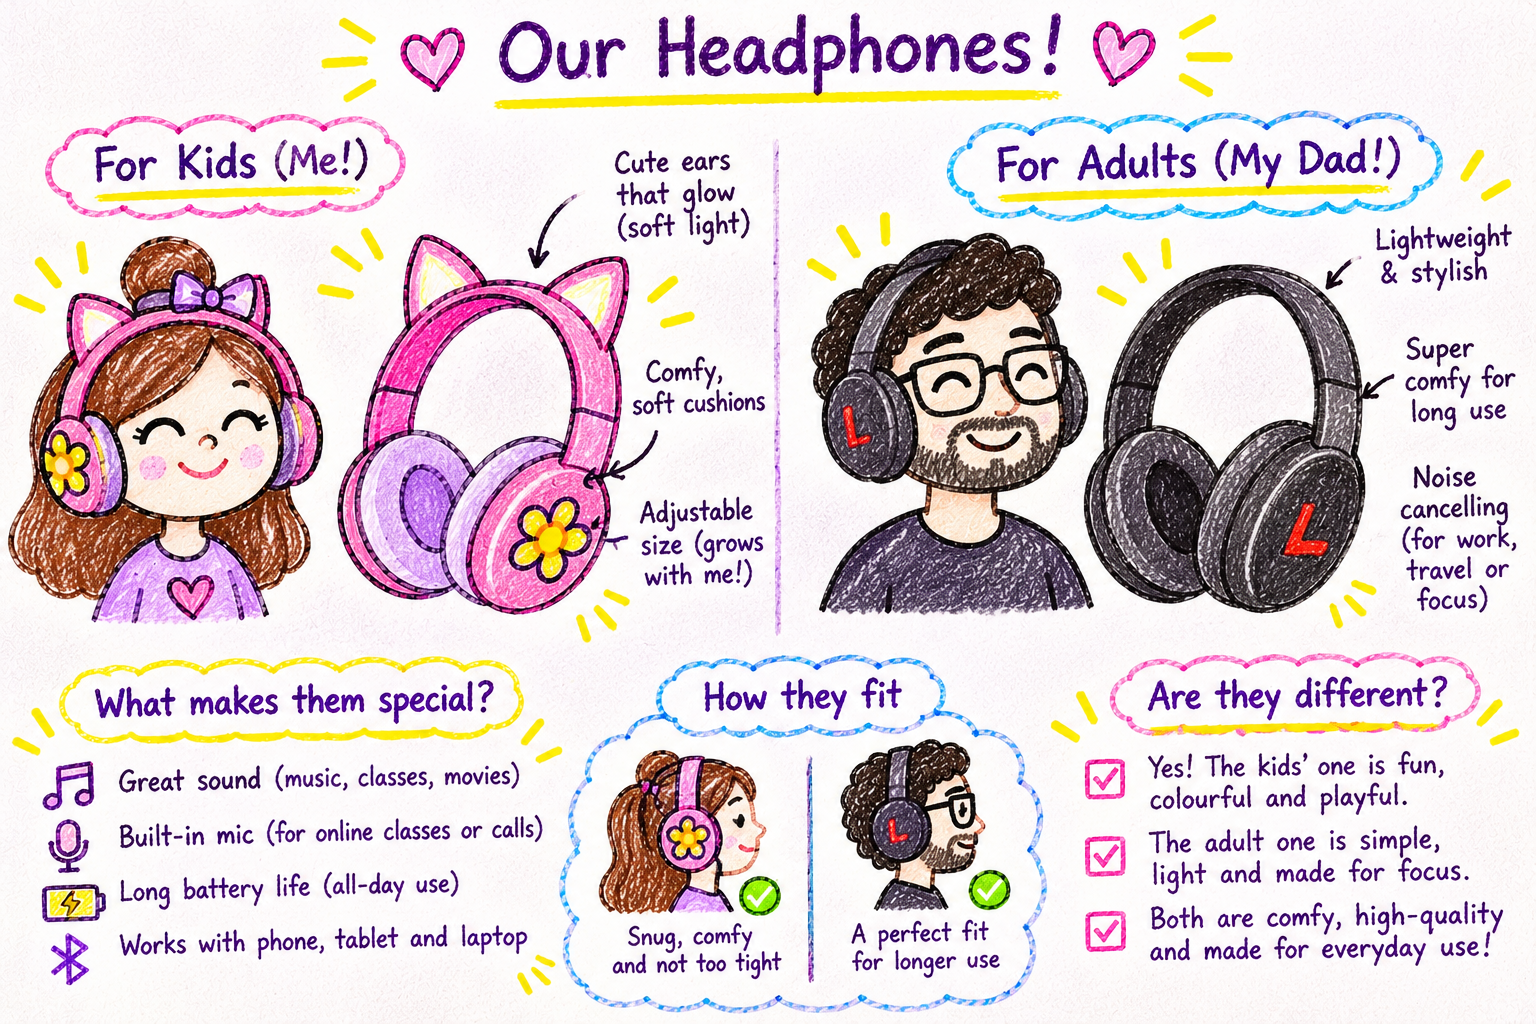 Our Headphones!
For Kids (Me!)
Cute ears
that glow
(soft light)
Comfy,
soft cushions
Adjustable
size (grows
with me!)
For Adults (My Dad!)
Lightweight
& stylish
Super
comfy for
long use
Noise
cancelling
(for work,
travel or
focus)
L
L
What makes them special?
Great sound (music, classes, movies)
Built-in mic (for online classes or calls)
Long battery life (all-day use)
Works with phone, tablet and laptop
How they fit
L
Snug, comfy
and not too tight
A perfect fit
for longer use
Are they different?
Yes! The kids' one is fun,
colourful and playful.
The adult one is simple,
light and made for focus.
Both are comfy, high-quality
and made for everyday use!